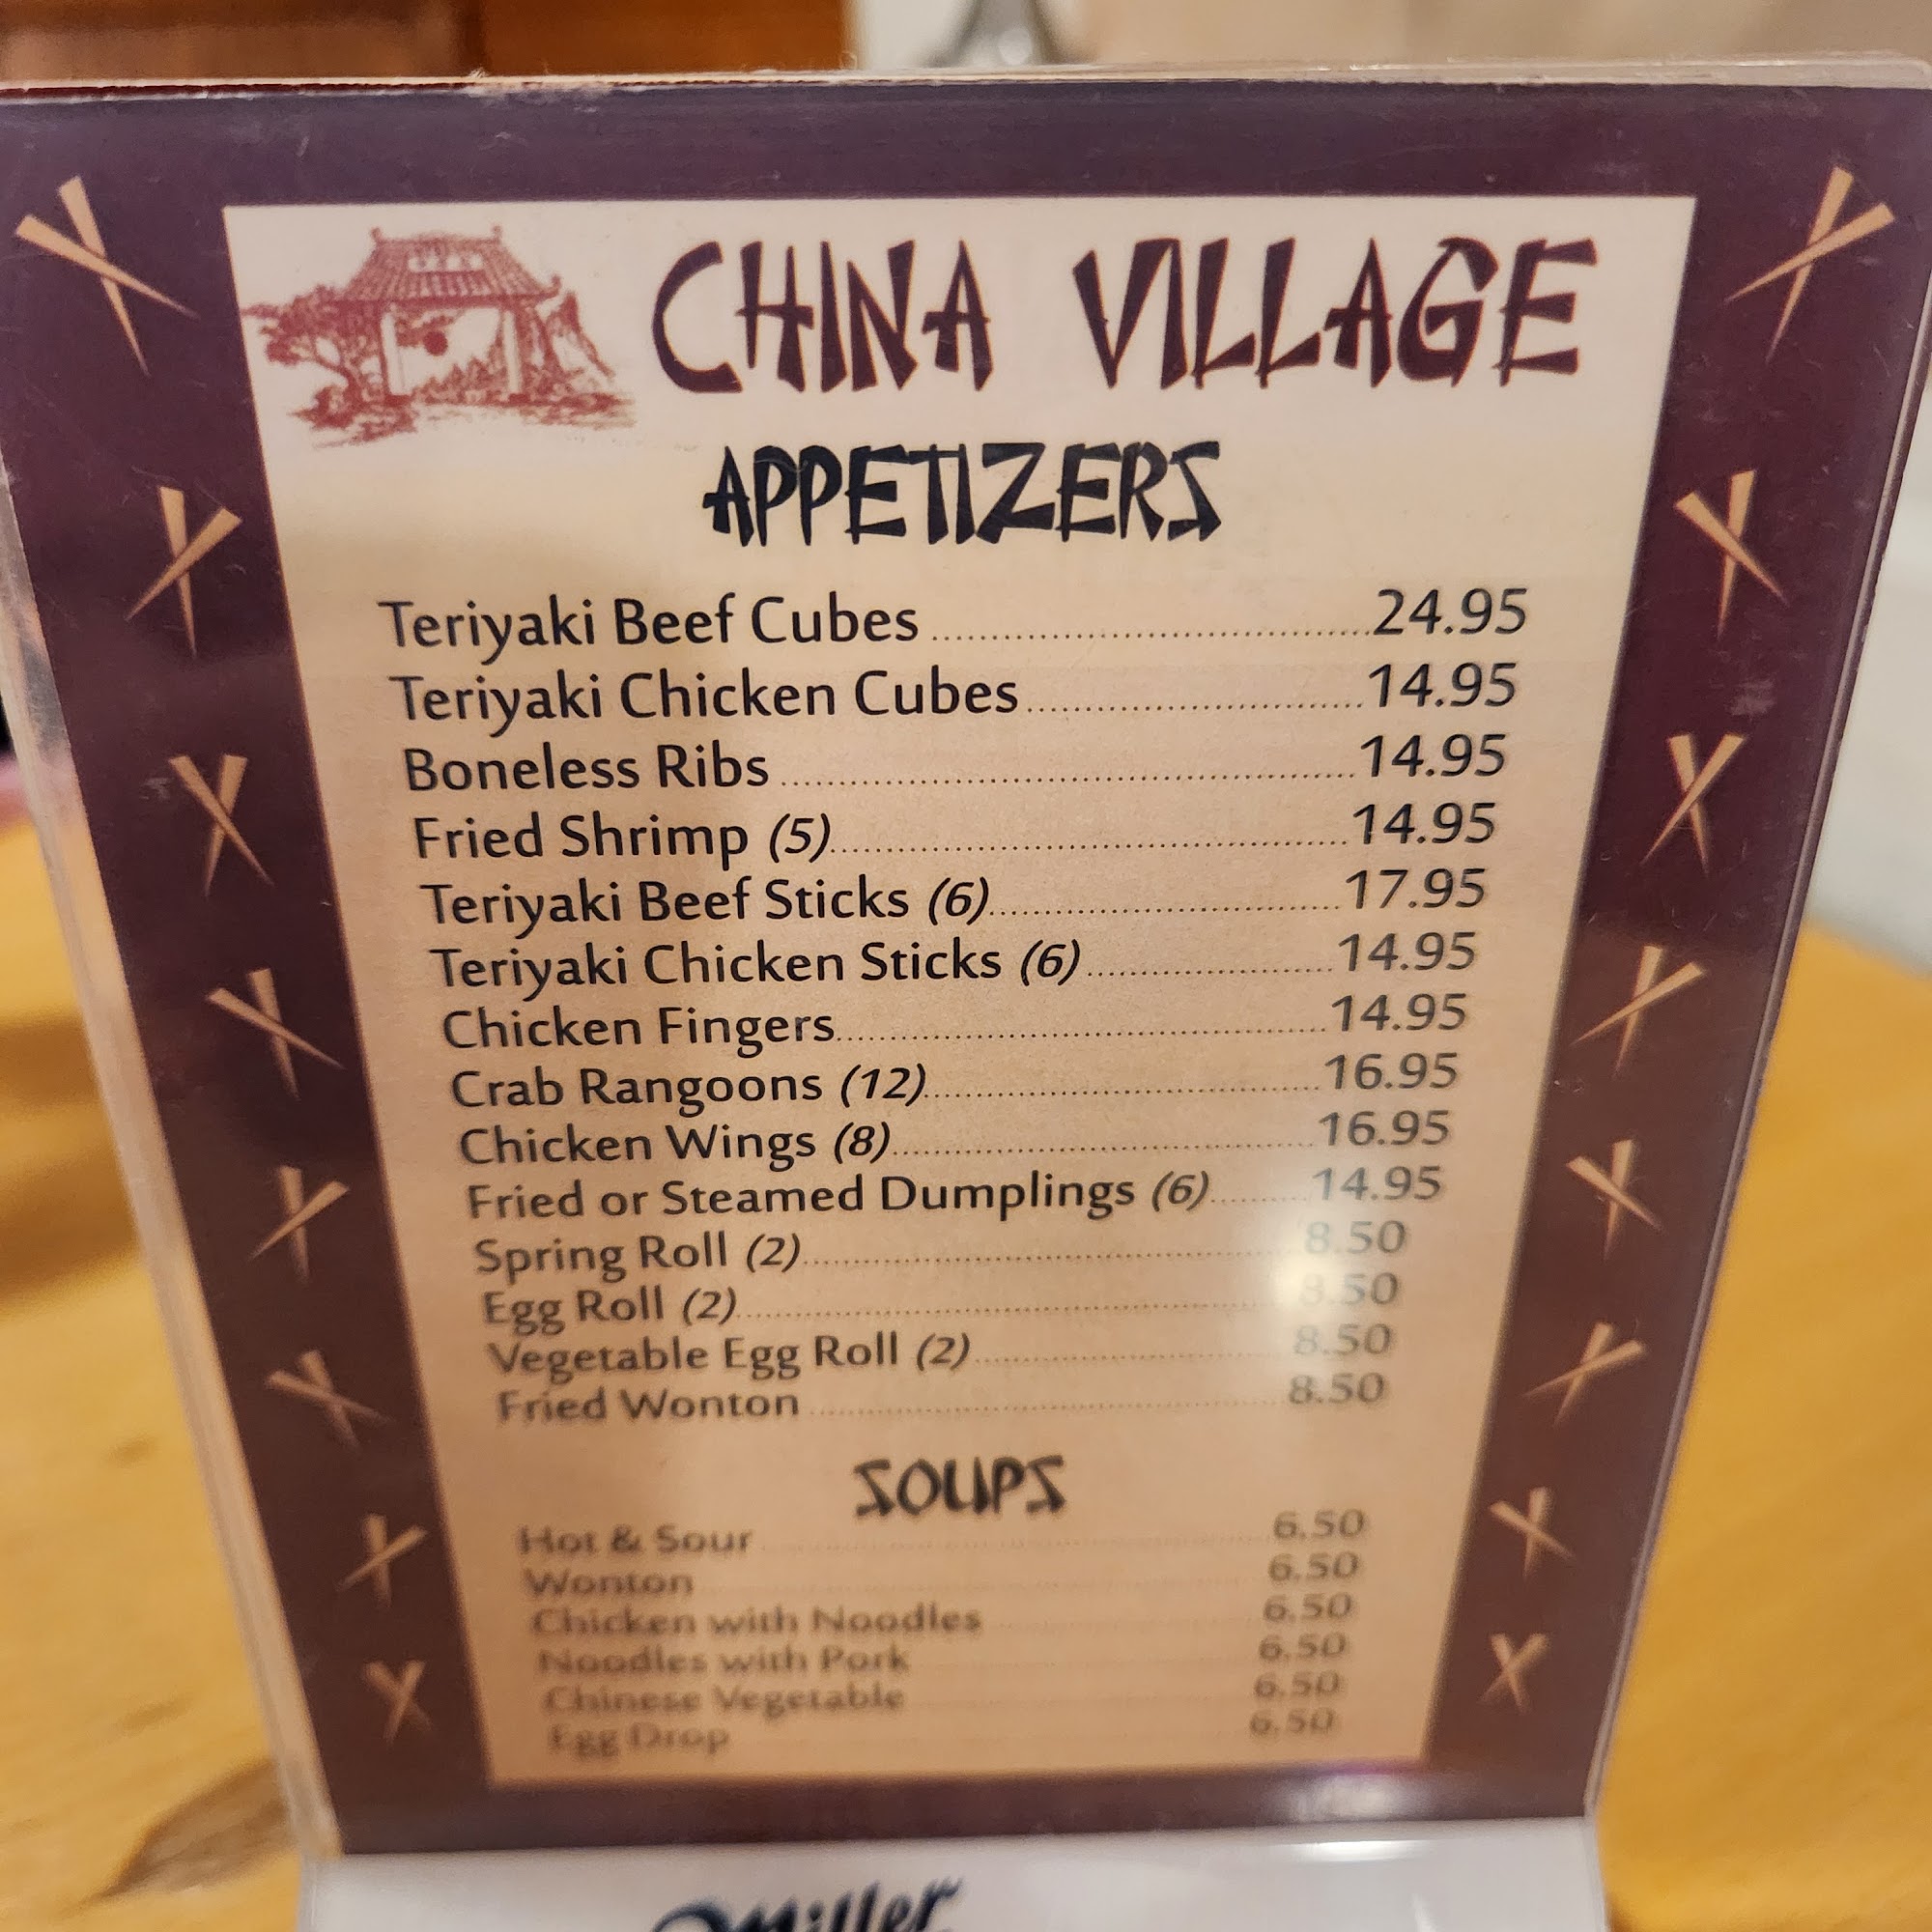 CHINA VILLAGE
APPETIZERS
Teriyaki Beef Cubes 24.95
Teriyaki Chicken Cubes 14.95
Boneless Ribs 14.95
Fried Shrimp (5) 14.95
Teriyaki Beef Sticks (6) 17.95
Teriyaki Chicken Sticks (6) 14.95
Chicken Fingers 14.95
Crab Rangoons (12) 16.95
Chicken Wings (8) 16.95
Fried or Steamed Dumplings (6) 14.95
Spring Roll (2) 8.50
Egg Roll (2) 8.50
Vegetable Egg Roll (2) 8.50
Fried Wonton 8.50
SOUPS
Hot & Sour 6.50
Wonton 6.50
Chicken with Noodles 6.50
Noodles with Pork 6.50
Chinese Vegetable 6.50
Egg Drop 6.50
Miller